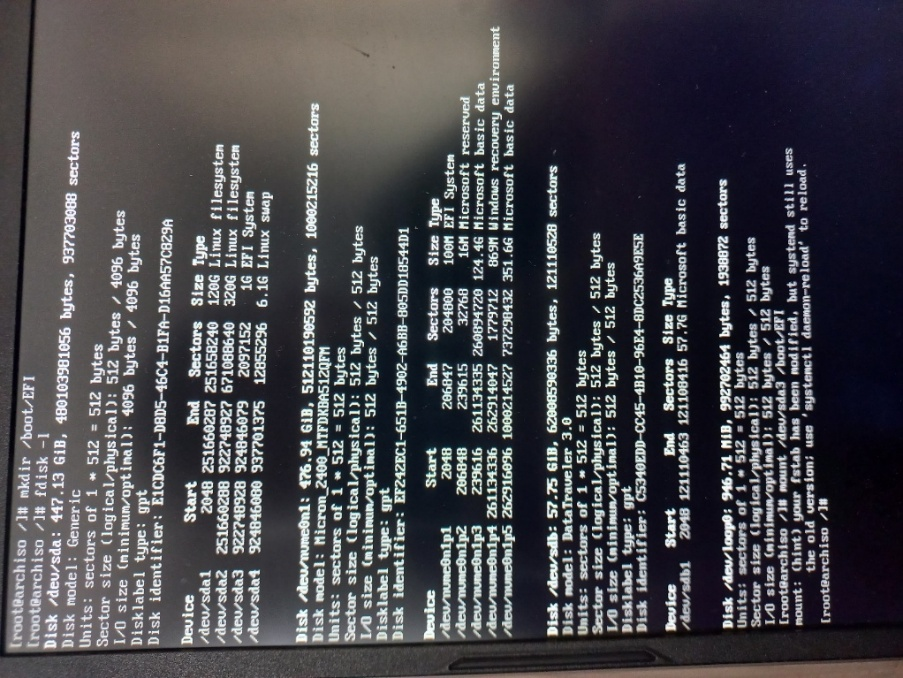 [root@archiso /]# mkdir /boot/EFI
[root@archiso /]# fdisk -l
Disk /dev/sda: 447.13 GiB, 480103981056 bytes, 937703088 sectors
Disk model: Generic
Units: sectors of 1 * 512 = 512 bytes
Sector size (logical/physical): 512 bytes / 4096 bytes
I/O size (minimum/optimal): 4096 bytes / 4096 bytes
Disklabel type: gpt
Disk identifier: E1CDC6F1-D8D5-46C4-B1FA-D16AA57C829A
Device Start End Sectors Size Type
/dev/sda1 2048 251660287 251658240 120G Linux filesystem
/dev/sda2 251660288 922748927 671088640 320G Linux filesystem
/dev/sda3 922748928 924846079 2097152 1G EFI System
/dev/sda4 924846080 937701375 12855296 6.1G Linux swap
Disk /dev/nvme0n1: 476.94 GiB, 512110190592 bytes, 1000215216 sectors
Disk model: Micron_2400_MTFDKBA512QFM
Units: sectors of 1 * 512 = 512 bytes
Sector size (logical/physical): 512 bytes / 512 bytes
I/O size (minimum/optimal): 512 bytes / 512 bytes
Disklabel type: gpt
Disk identifier:
Device Start End Sectors Size Type
/dev/nvme0n1p1 2048 206847 204800 100M EFI System
/dev/nvme0n1p2 206848 239615 32768 16M Microsoft reserved
/dev/nvme0n1p3 239616 261134335 260894720 124.4G Microsoft basic data
/dev/nvme0n1p4 261134336 262914047 1779712 869M Windows recovery environment
/dev/nvme0n1p5 262916096 1000214527 737298432 351.6G Microsoft basic data
Disk /dev/sdb: 57.75 GiB, 62008598336 bytes, 121110528 sectors
Disk model: DataTraveler 3.0
Units: sectors of 1 * 512 = 512 bytes
Sector size (logical/physical): 512 bytes / 512 bytes
I/O size (minimum/optimal): 512 bytes / 512 bytes
Disklabel type: gpt
Disk identifier:
Device Start End Sectors Size Type
/dev/sdb1 2048 121110463 121108416 57.7G Microsoft basic data
Disk /dev/loop0: 946.71 MiB, 992702464 bytes, 1938872 sectors
Units: sectors of 1 * 512 = 512 bytes
Sector size (logical/physical): 512 bytes / 512 bytes
I/O size (minimum/optimal): 512 bytes / 512 bytes
[root@archiso /]# mount /dev/sda3 /boot/EFI
mount: (hint) your fstab has been modified, but systemd still uses
the old version; use 'systemctl daemon-reload' to reload.
[root@archiso /]#